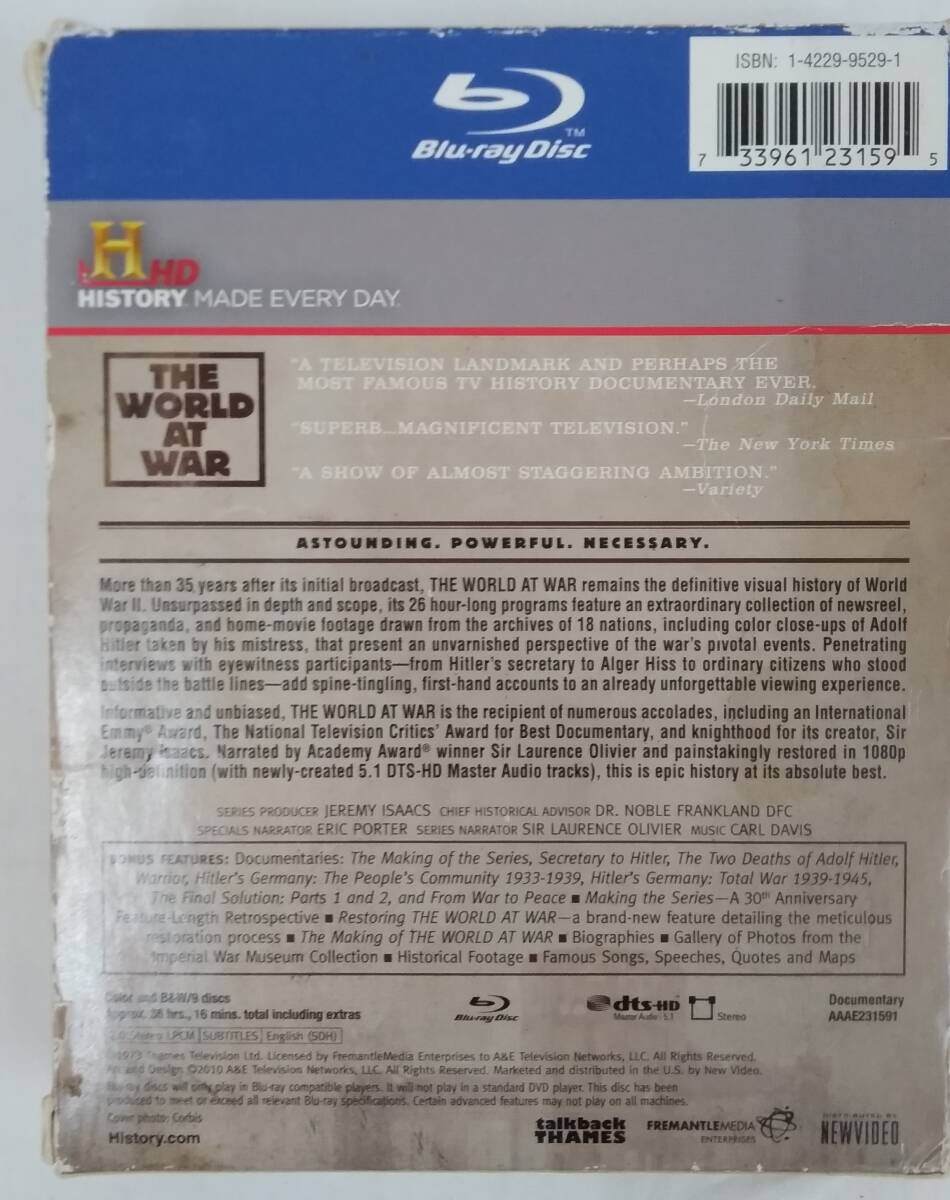 ISBN: 1-4229-9529-1
7 33961 23159 5
Blu-ray Disc™
H HD
HISTORY MADE EVERY DAY.
THE
WORLD
AT
WAR
"A TELEVISION LANDMARK AND PERHAPS THE
MOST FAMOUS TV HISTORY DOCUMENTARY EVER.
—London Daily Mail
"SUPERB...MAGNIFICENT TELEVISION."
—The New York Times
"A SHOW OF ALMOST STAGGERING AMBITION."
—Variety
ASTOUNDING. POWERFUL. NECESSARY.
More than 35 years after its initial broadcast, THE WORLD AT WAR remains the definitive visual history of World
War II. Unsurpassed in depth and scope, its 26 hour-long programs feature an extraordinary collection of newsreel,
propaganda, and home-movie footage drawn from the archives of 18 nations, including color close-ups of Adolf
Hitler taken by his mistress, that present an unvarnished perspective of the war's pivotal events. Penetrating
interviews with eyewitness participants—from Hitler's secretary to Alger Hiss to ordinary citizens who stood
outside the battle lines—add spine-tingling, first-hand accounts to an already unforgettable viewing experience.
Informative and unbiased, THE WORLD AT WAR is the recipient of numerous accolades, including an International
Emmy® Award, The National Television Critics' Award for Best Documentary, and knighthood for its creator, Sir
Jeremy Isaacs. Narrated by Academy Award® winner Sir Laurence Olivier and painstakingly restored in 1080p
high-definition (with newly-created 5.1 DTS-HD Master Audio tracks), this is epic history at its absolute best.
SERIES PRODUCER JEREMY ISAACS CHIEF HISTORICAL ADVISOR DR. NOBLE FRANKLAND DFC
SPECIALS NARRATOR ERIC PORTER SERIES NARRATOR SIR LAURENCE OLIVIER MUSIC CARL DAVIS
BONUS FEATURES: Documentaries: The Making of the Series, Secretary to Hitler, The Two Deaths of Adolf Hitler,
Warrior, Hitler's Germany: The People's Community 1933-1939, Hitler's Germany: Total War 1939-1945,
The Final Solution: Parts 1 and 2, and From War to Peace ■ Making the Series—A 30th Anniversary
Feature-Length Retrospective ■ Restoring THE WORLD AT WAR—a brand-new feature detailing the meticulous
restoration process ■ The Making of THE WORLD AT WAR ■ Biographies ■ Gallery of Photos from the
Imperial War Museum Collection ■ Historical Footage ■ Famous Songs, Speeches, Quotes and Maps
Color and B&W/9 discs
Approx. 36 hrs., 16 mins. total including extras
2.0 Stereo LPCM SUBTITLES English (SDH)
Blu-ray Disc
dts-HD
Master Audio 5.1
Stereo
Documentary
AAAE231591
©1973 Thames Television Ltd. Licensed by FremantleMedia Enterprises to A&E Television Networks, LLC. All Rights Reserved.
Art and Design ©2010 A&E Television Networks, LLC. All Rights Reserved. Marketed and distributed in the U.S. by New Video.
Blu-ray discs will only play in Blu-ray compatible players. It will not play in a standard DVD player. This disc has been
produced to meet or exceed all relevant Blu-ray specifications. Certain advanced features may not play on all machines.
Cover photo: Corbis
History.com
talkback
THAMES
FREMANTLEMEDIA
ENTERPRISES
DISTRIBUTED BY
NEWVIDEO